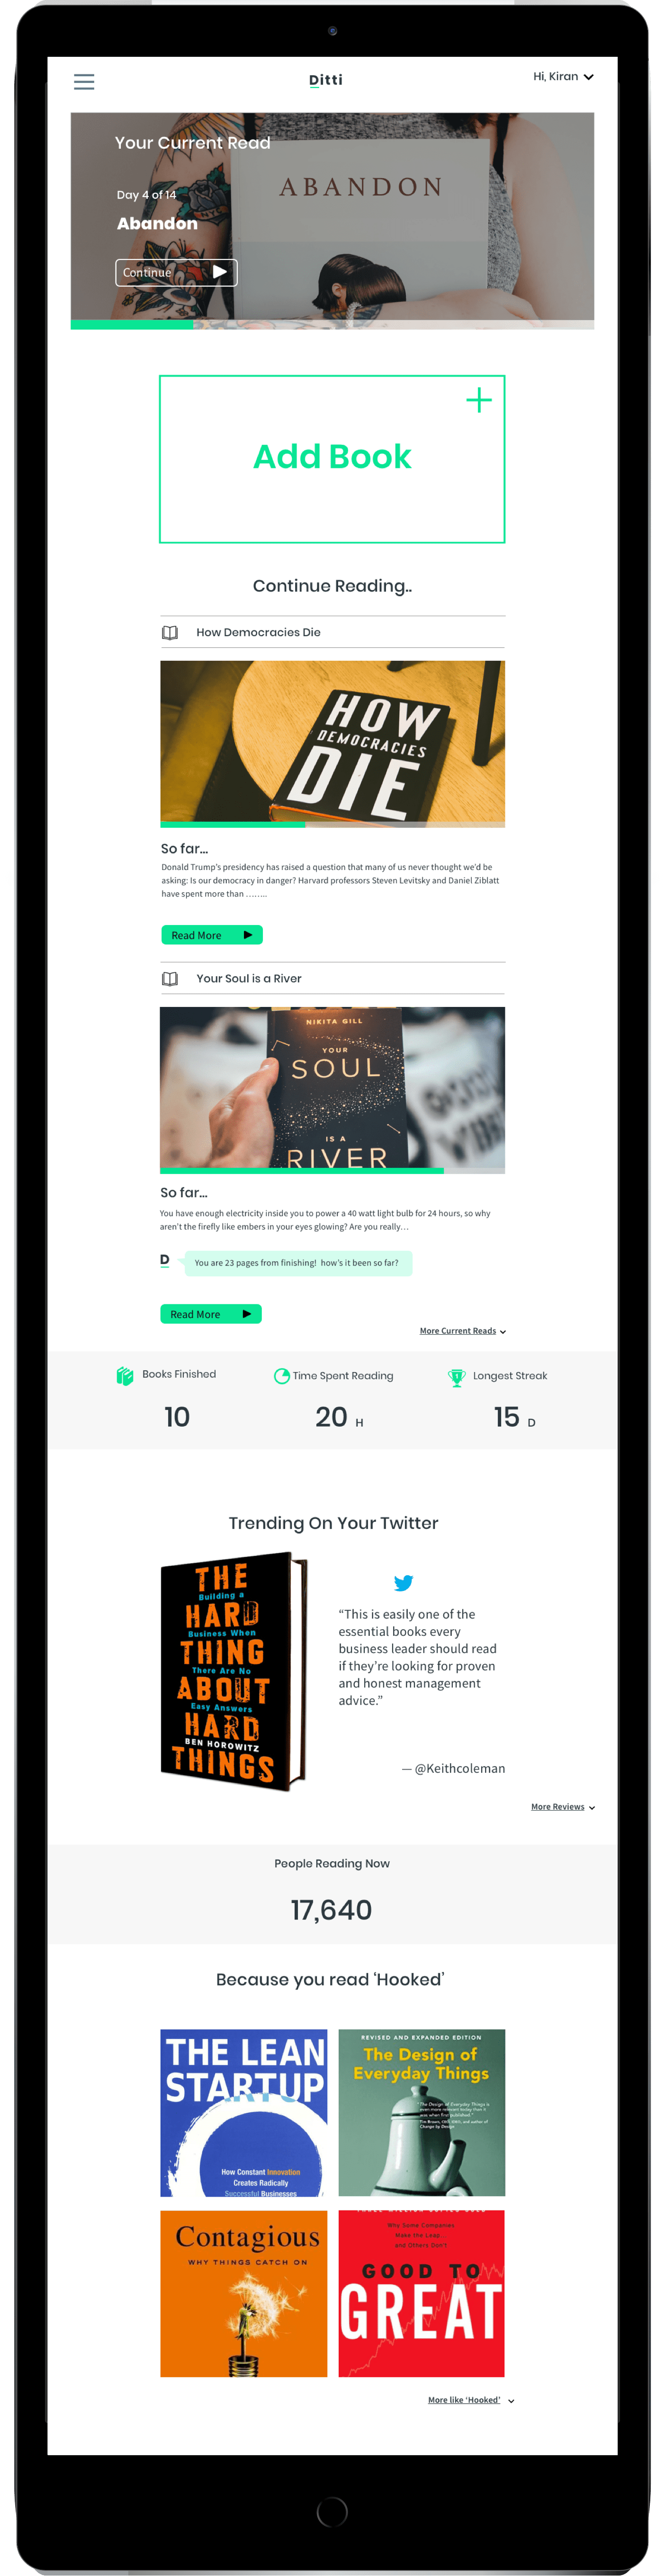 Ditti
Hi, Kiran
Your Current Read
ABANDON
Day 4 of 14
Abandon
Continue
Add Book
Continue Reading..
How Democracies Die
HOW
DEMOCRACIES
DIE
So far...
Donald Trump's presidency has raised a question that many of us never thought we'd be
asking: Is our democracy in danger? Harvard professors Steven Levitsky and Daniel Ziblatt
have spent more than ........
Read More
Your Soul is a River
NIKITA GILL
YOUR
SOUL
IS A
RIVER
So far...
You have enough electricity inside you to power a 40 watt light bulb for 24 hours, so why
aren't the firefly like embers in your eyes glowing? Are you really...
D
You are 23 pages from finishing! how's it been so far?
Read More
More Current Reads
Books Finished
Time Spent Reading
Longest Streak
10
20 H
15 D
Trending On Your Twitter
THE
Building a
HARD
Business When
THING
There Are No
ABOUT
Easy Answers
HARD
BEN HOROWITZ
THINGS
“This is easily one of the
essential books every
business leader should read
if they're looking for proven
and honest management
advice.”
— @Keithcoleman
More Reviews
People Reading Now
17,640
Because you read ‘Hooked’
THE LEAN
STARTUP
How Constant Innovation
Creates Radically
Successful Businesses
REVISED AND EXPANDED EDITION
The Design of
Everyday Things
Contagious
WHY THINGS CATCH ON
Why Some Companies
Make the Leap...
and Others Don't
GOOD TO
GREAT
More like ‘Hooked’